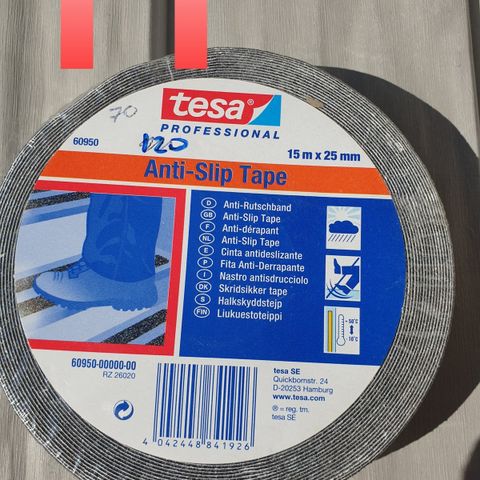 tesa
PROFESSIONAL
70
120
60950
15 m x 25 mm
Anti-Slip Tape
D Anti-Rutschband
GB Anti-Slip Tape
F Anti-dérapant
NL Anti-Slip Tape
E Cinta antideslizante
P Fita Anti-Derrapante
I Nastro antisdrucciolo
DK Skridsikker tape
S Halkskyddstejp
FIN Liukuestoteippi
+50°C
-10°C
60950-00000-00
RZ 26020
tesa SE
Quickbornstr. 24
D-20253 Hamburg
www.tesa.com
® = reg. tm.
tesa SE
4 042448 841926